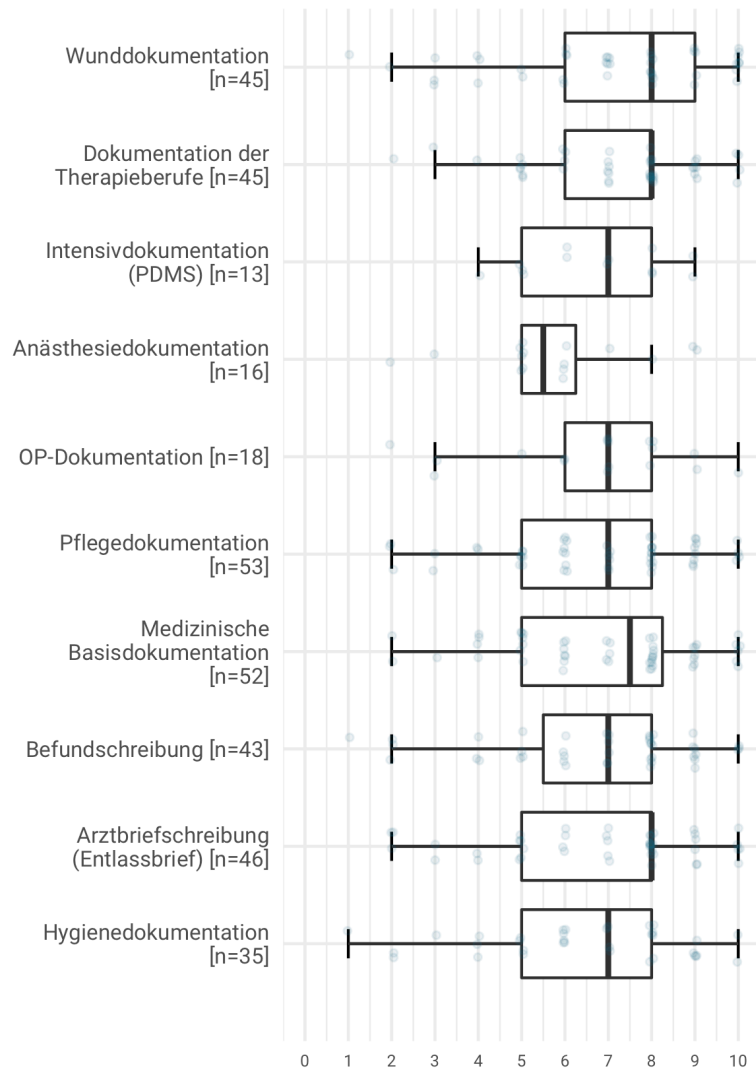 Wunddokumentation
[n=45]
Dokumentation der
Therapieberufe [n=45]
Intensivdokumentation
(PDMS) [n=13]
Anästhesiedokumentation
[n=16]
OP-Dokumentation [n=18]
Pflegedokumentation
[n=53]
Medizinische
Basisdokumentation
[n=52]
Befundschreibung [n=43]
Arztbriefschreibung
(Entlassbrief) [n=46]
Hygienedokumentation
[n=35]
0 1 2 3 4 5 6 7 8 9 10